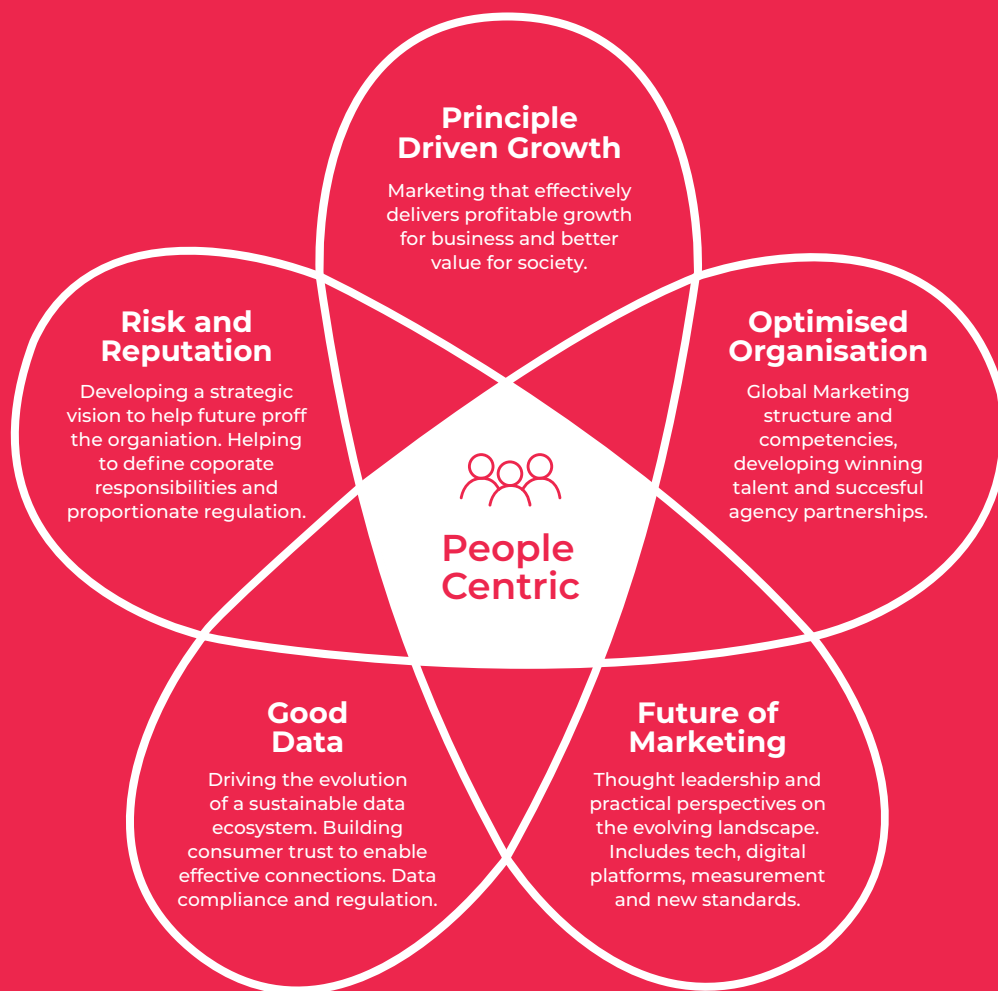 Principle
Driven Growth
Marketing that effectively
delivers profitable growth
for business and better
value for society.
Risk and
Reputation
Developing a strategic
vision to help future proff
the organiation. Helping
to define coporate
responsibilities and
proportionate regulation.
Optimised
Organisation
Global Marketing
structure and
competencies,
developing winning
talent and succesful
agency partnerships.
People
Centric
Good
Data
Driving the evolution
of a sustainable data
ecosystem. Building
consumer trust to enable
effective connections. Data
compliance and regulation.
Future of
Marketing
Thought leadership and
practical perspectives on
the evolving landscape.
Includes tech, digital
platforms, measurement
and new standards.